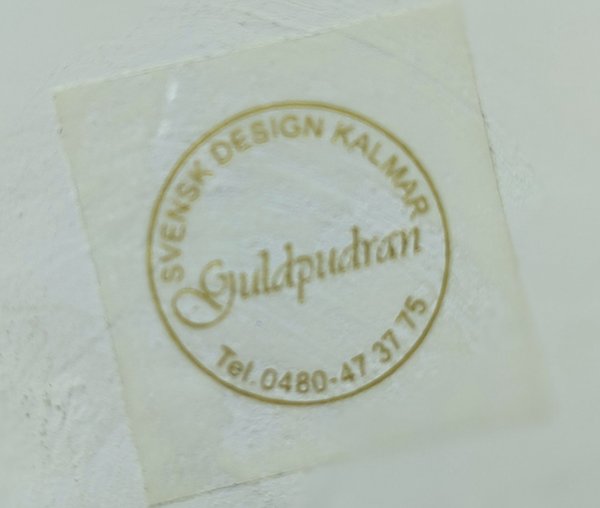 SVENSK DESIGN KALMAR
Guldpudran
Tel. 0480-47 37 75